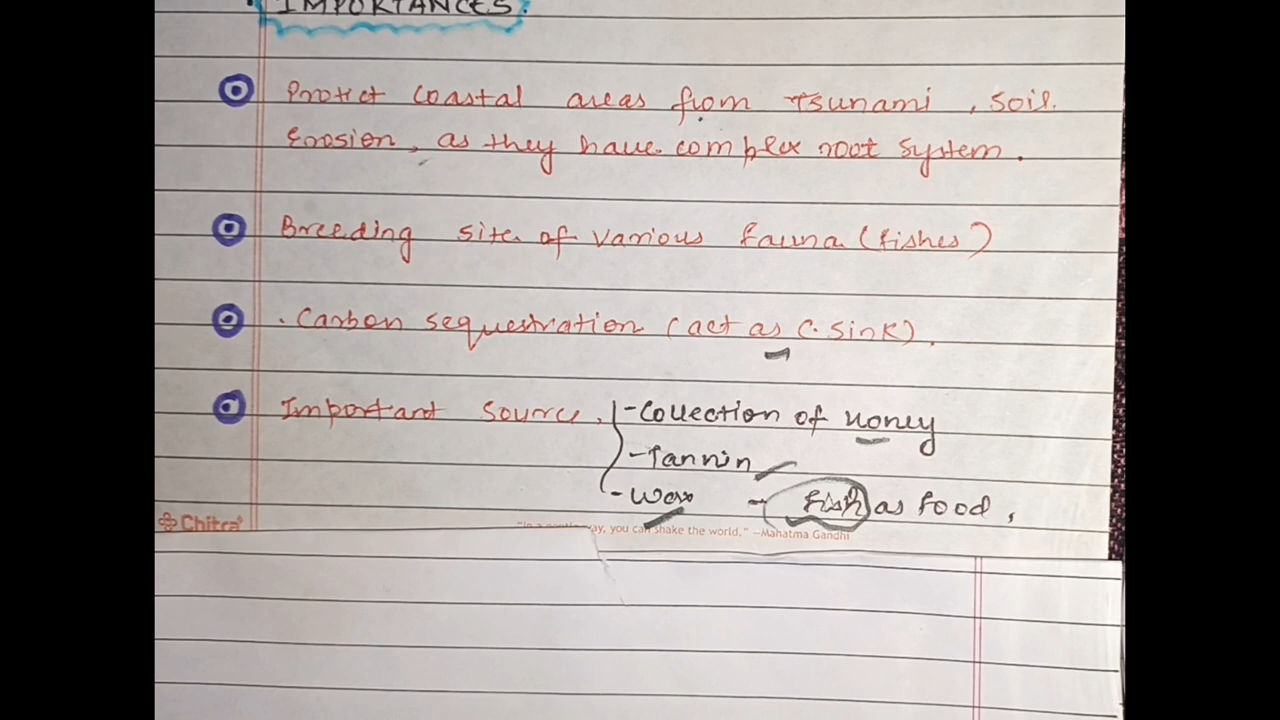 IMPORTANCES.
Protect coastal areas from Tsunami, soil
Erosion, as they have complex root system.
Breeding site of various fauna (fishes)
Carbon sequestration (act as C. sink).
Important source. - Collection of Honey
- Tannin
- Wax - fish as food,
Chitra
way, you can shake the world." –Mahatma Gandhi